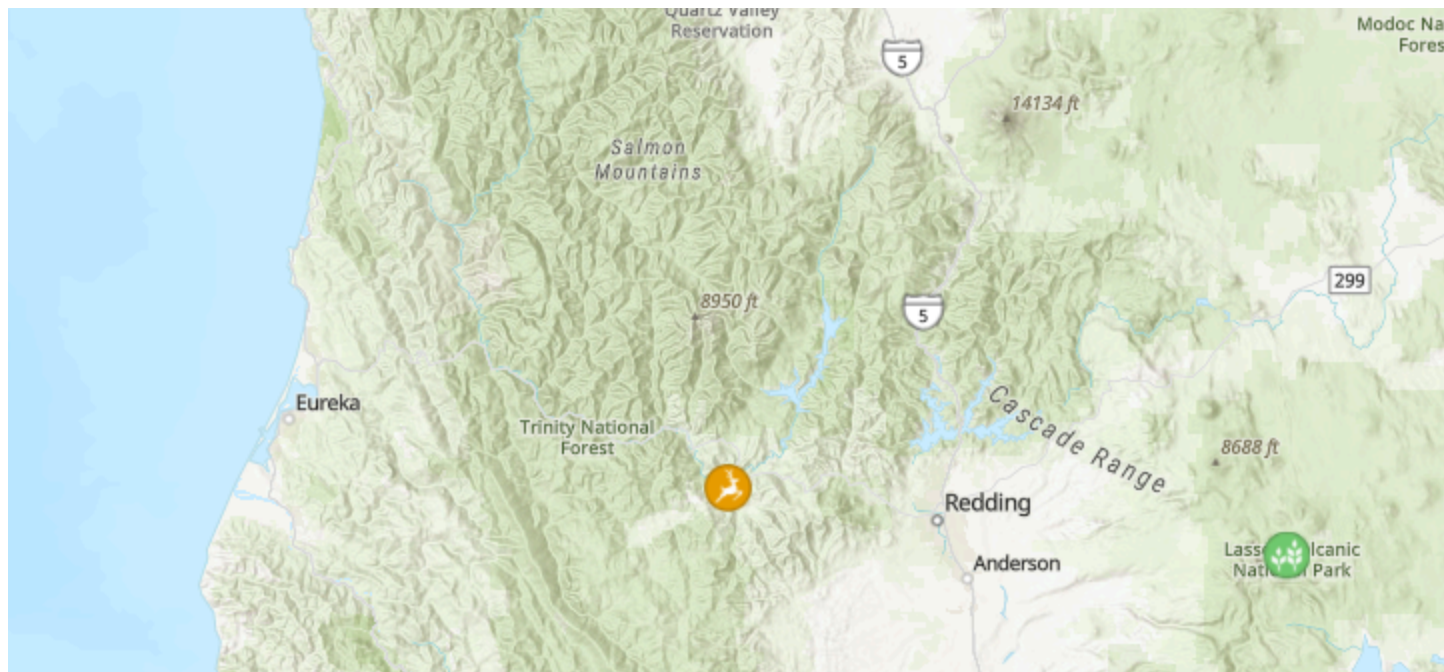 Quartz Valley
Reservation
Modoc Na
Fores
5
14134 ft
Salmon
Mountains
299
8950 ft
5
Eureka
Cascade Range
Trinity National
Forest
8688 ft
Redding
Anderson
Lass lcanic
Nat Park